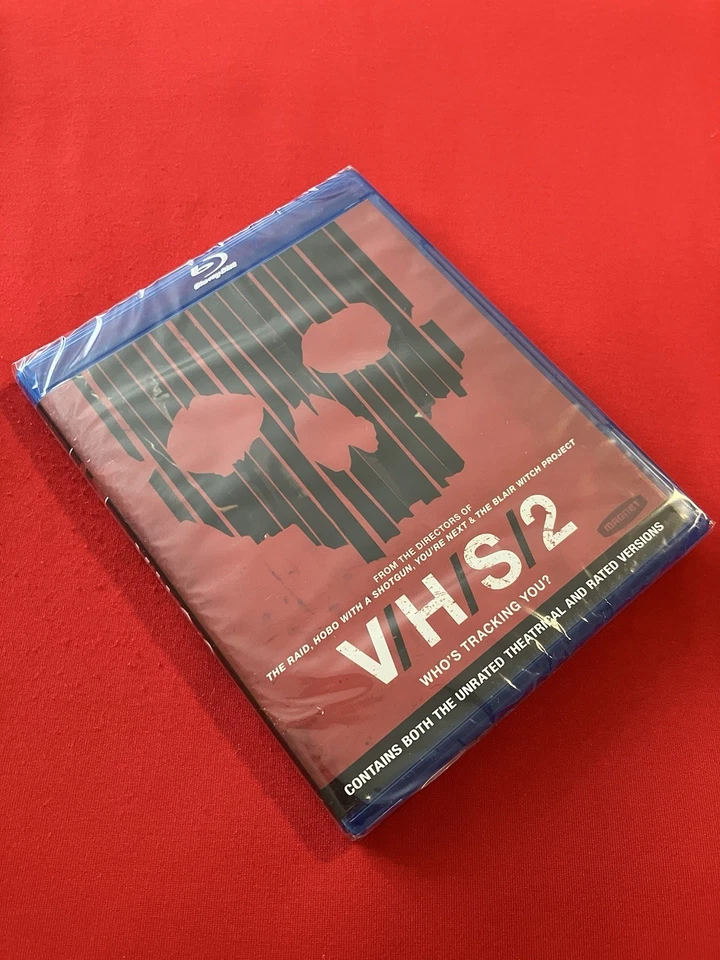 Blu-ray Disc
FROM THE DIRECTORS OF
THE RAID, HOBO WITH A SHOTGUN, YOU'RE NEXT & THE BLAIR WITCH PROJECT
V/H/S/2
MAGNET
WHO'S TRACKING YOU?
CONTAINS BOTH THE UNRATED THEATRICAL AND RATED VERSIONS